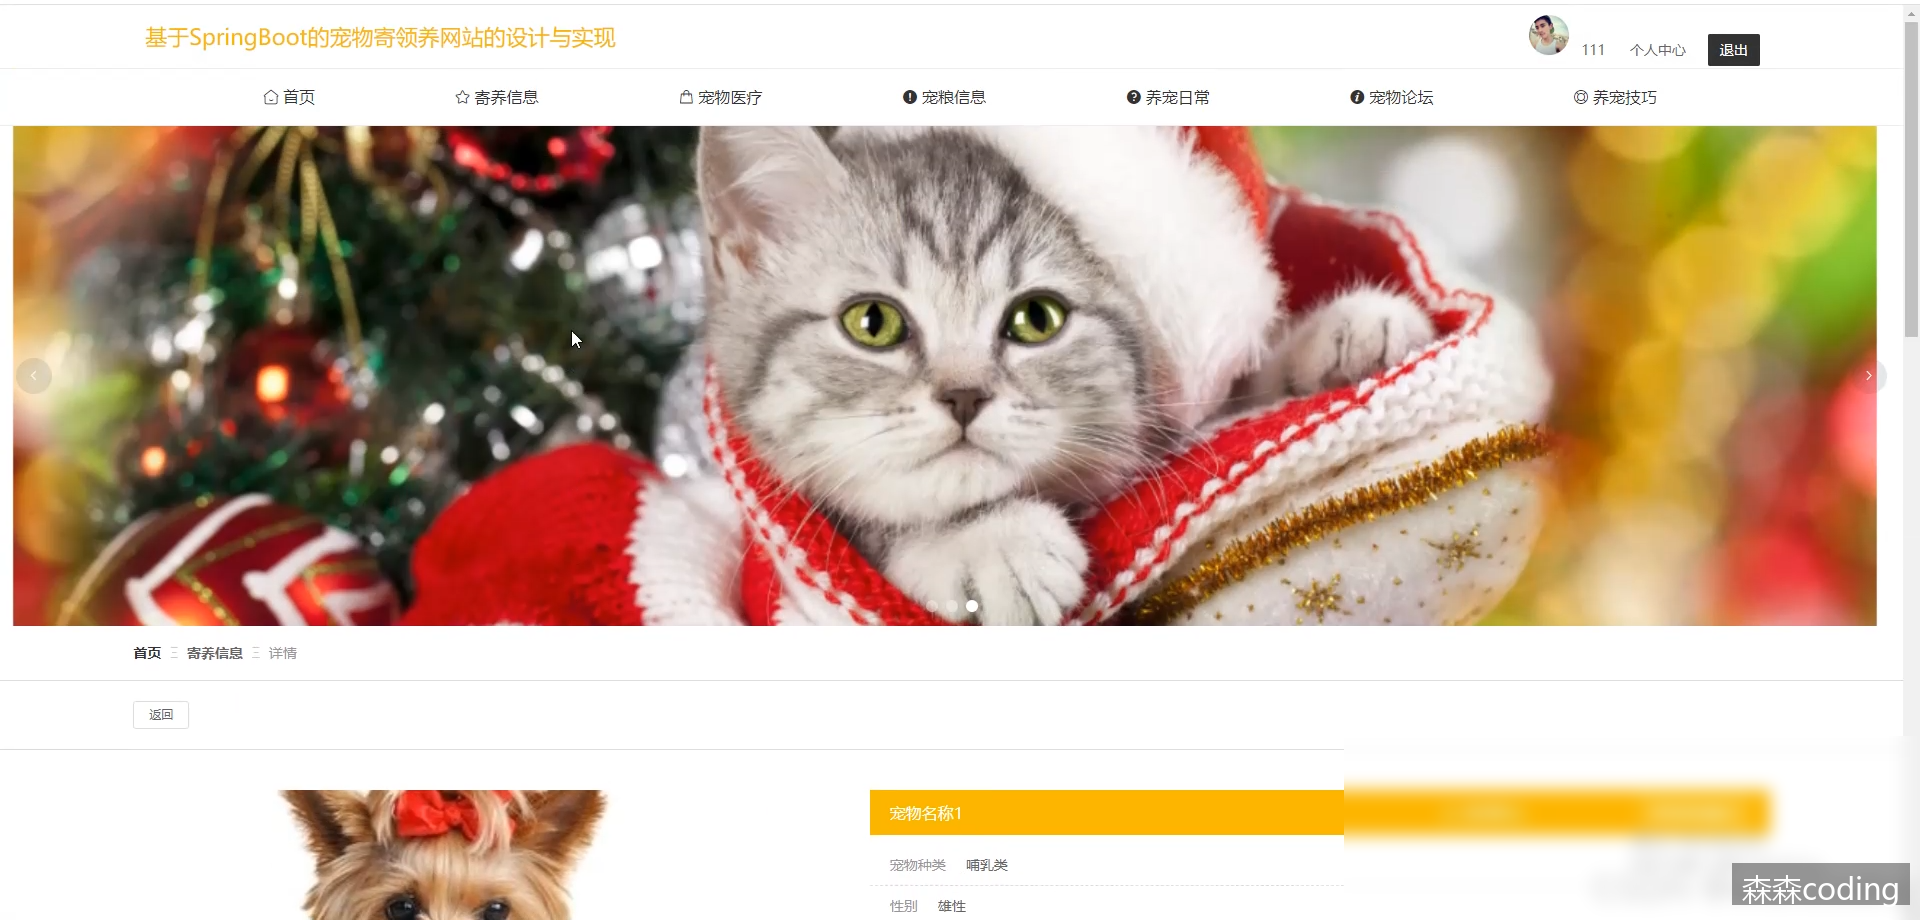 基于SpringBoot的宠物寄领养网站的设计与实现
111 个人中心 退出
首页 寄养信息 宠物医疗 宠粮信息 养宠日常 宠物论坛 养宠技巧
首页 寄养信息 详情
返回
宠物名称1
宠物种类 哺乳类
性别 雄性
森森coding